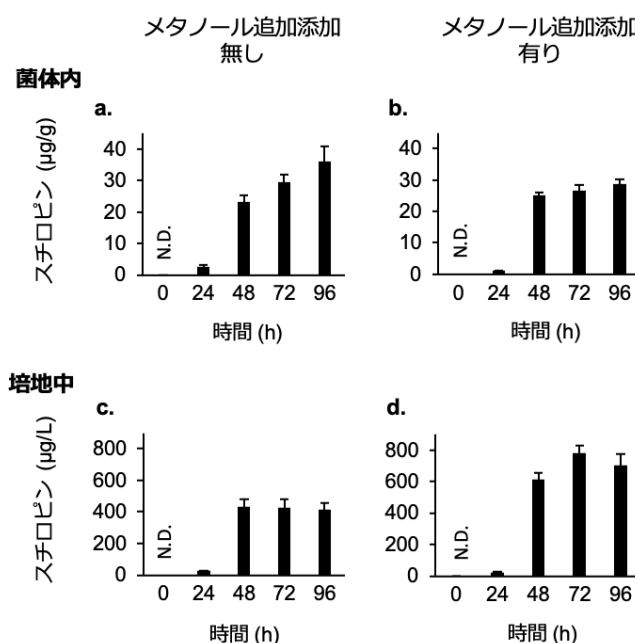 メタノール追加添加
無し
メタノール追加添加
有り
菌体内
a.
スチロピン (µg/g)
40
30
20
10
0
N.D.
0 24 48 72 96
時間 (h)
b.
40
30
20
10
0
N.D.
0 24 48 72 96
時間 (h)
培地中
c.
スチロピン (µg/L)
800
600
400
200
0
N.D.
0 24 48 72 96
時間 (h)
d.
800
600
400
200
0
N.D.
0 24 48 72 96
時間 (h)